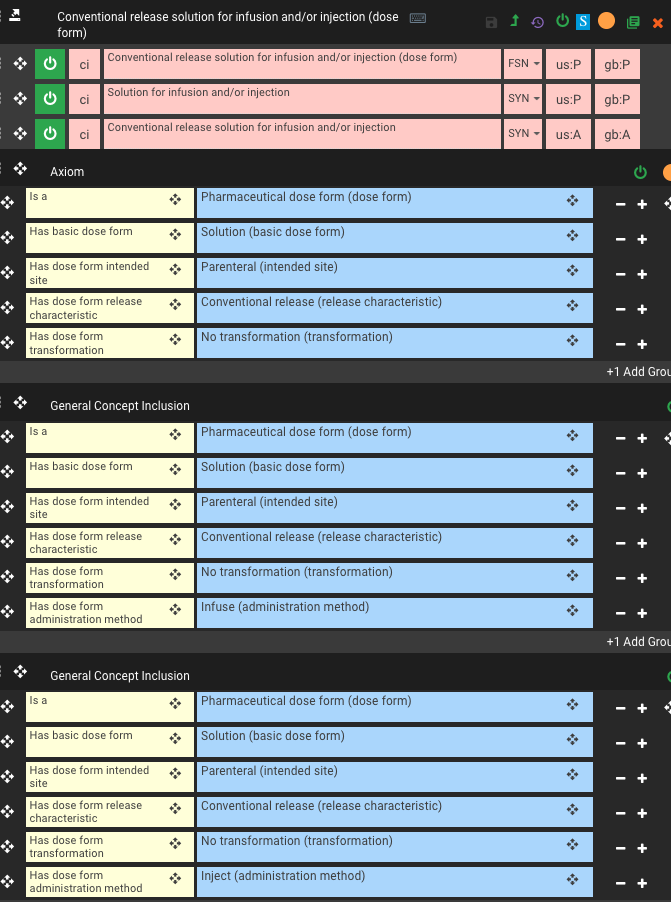 Conventional release solution for infusion and/or injection (dose
form)
S
ci Conventional release solution for infusion and/or injection (dose form) FSN us:P gb:P
ci Solution for infusion and/or injection SYN us:P gb:P
ci Conventional release solution for infusion and/or injection SYN us:A gb:A
Axiom
Is a Pharmaceutical dose form (dose form)
Has basic dose form Solution (basic dose form)
Has dose form intended
site
Parenteral (intended site)
Has dose form release
characteristic
Conventional release (release characteristic)
Has dose form
transformation
No transformation (transformation)
+1 Add Grou
General Concept Inclusion
Is a Pharmaceutical dose form (dose form)
Has basic dose form Solution (basic dose form)
Has dose form intended
site
Parenteral (intended site)
Has dose form release
characteristic
Conventional release (release characteristic)
Has dose form
transformation
No transformation (transformation)
Has dose form
administration method
Infuse (administration method)
+1 Add Grou
General Concept Inclusion
Is a Pharmaceutical dose form (dose form)
Has basic dose form Solution (basic dose form)
Has dose form intended
site
Parenteral (intended site)
Has dose form release
characteristic
Conventional release (release characteristic)
Has dose form
transformation
No transformation (transformation)
Has dose form
administration method
Inject (administration method)